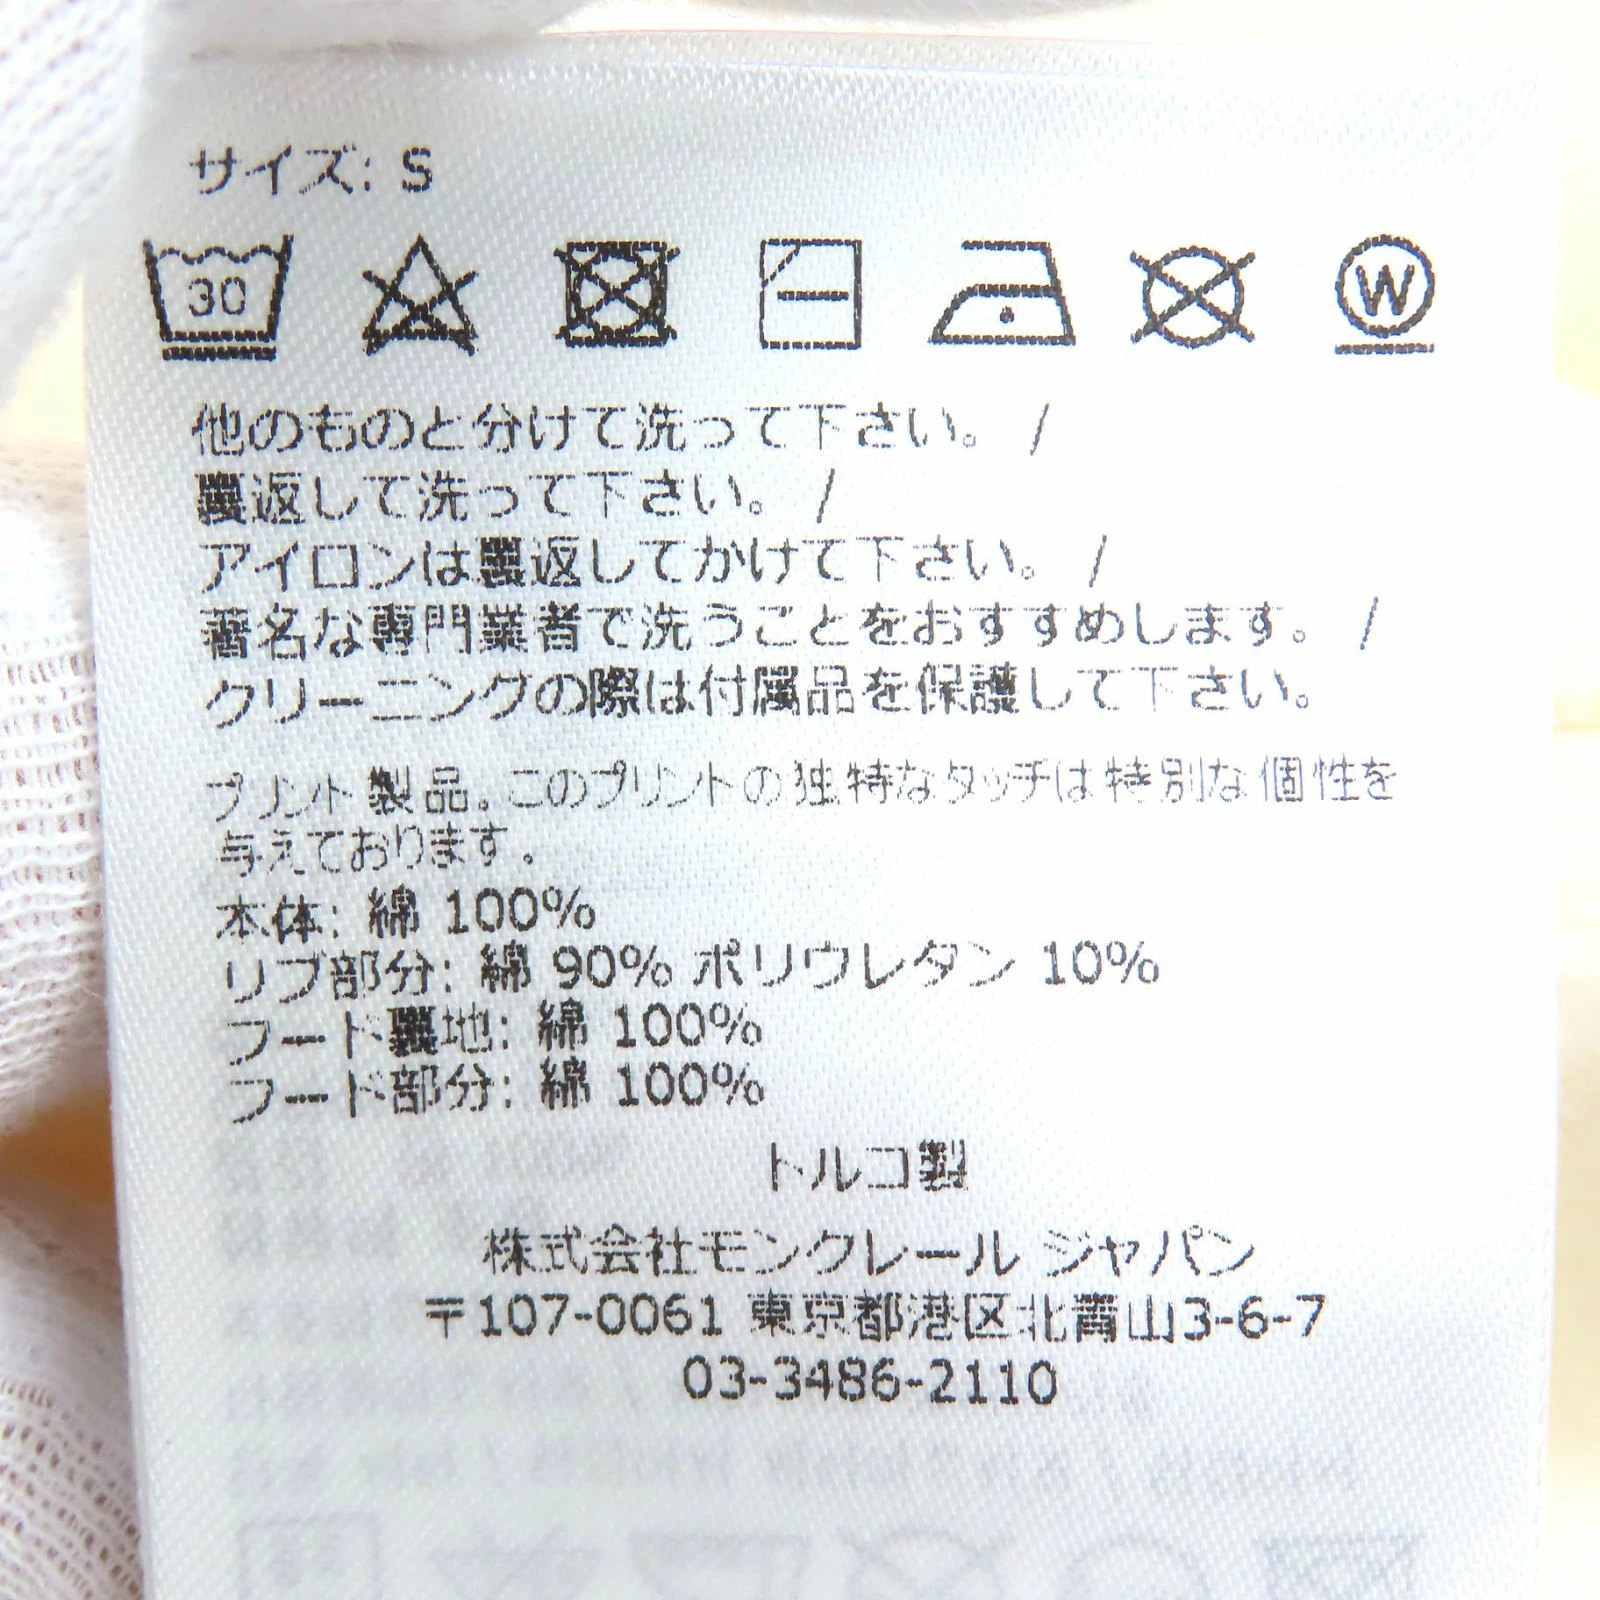 サイズ: S
30
W
他のものと分けて洗って下さい。 /
裏返して洗って下さい。 /
アイロンは裏返してかけて下さい。 /
著名な専門業者で洗うことをおすすめします。 /
クリーニングの際は付属品を保護して下さい。
プリント製品。このプリントの独特なタッチは特別な個性を
与えております。
本体: 綿 100%
リブ部分: 綿 90% ポリウレタン 10%
フード裏地: 綿 100%
フード部分: 綿 100%
トルコ製
株式会社モンクレール ジャパン
〒107-0061 東京都港区北青山3-6-7
03-3486-2110